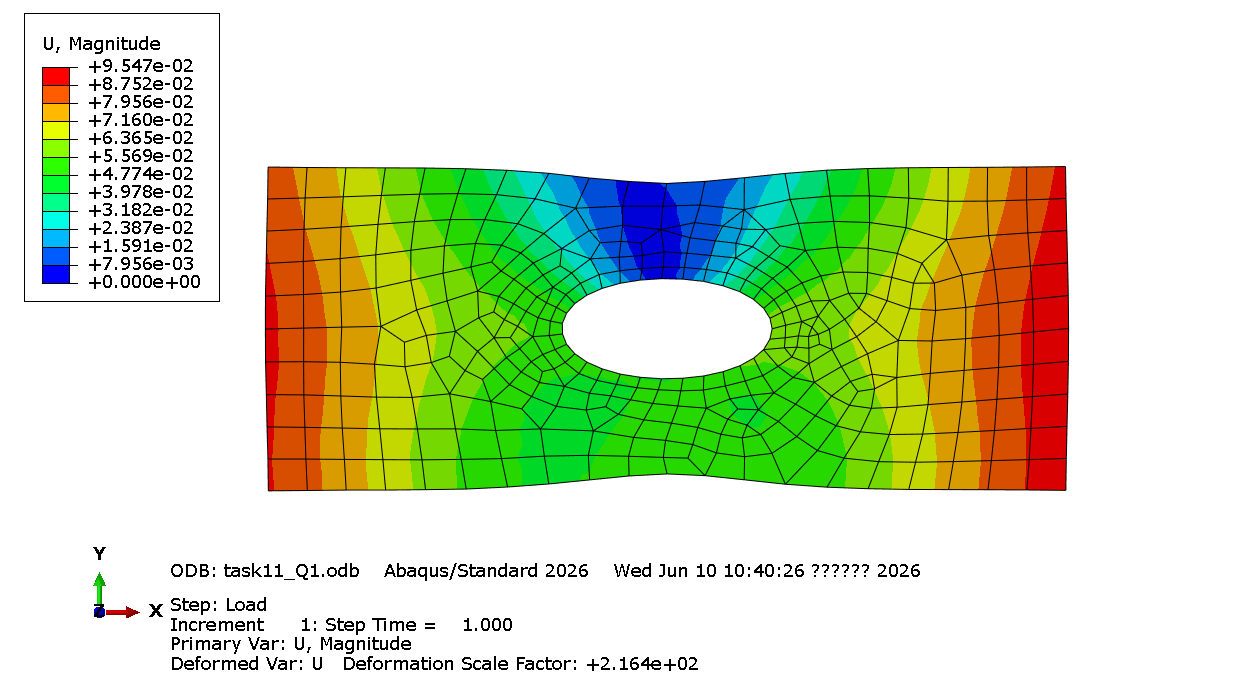 U, Magnitude
+9.547e-02
+8.752e-02
+7.956e-02
+7.160e-02
+6.365e-02
+5.569e-02
+4.774e-02
+3.978e-02
+3.182e-02
+2.387e-02
+1.591e-02
+7.956e-03
+0.000e+00
Y
Z X
ODB: task11_Q1.odb Abaqus/Standard 2026 Wed Jun 10 10:40:26 ?????? 2026
Step: Load
Increment 1: Step Time = 1.000
Primary Var: U, Magnitude
Deformed Var: U Deformation Scale Factor: +2.164e+02